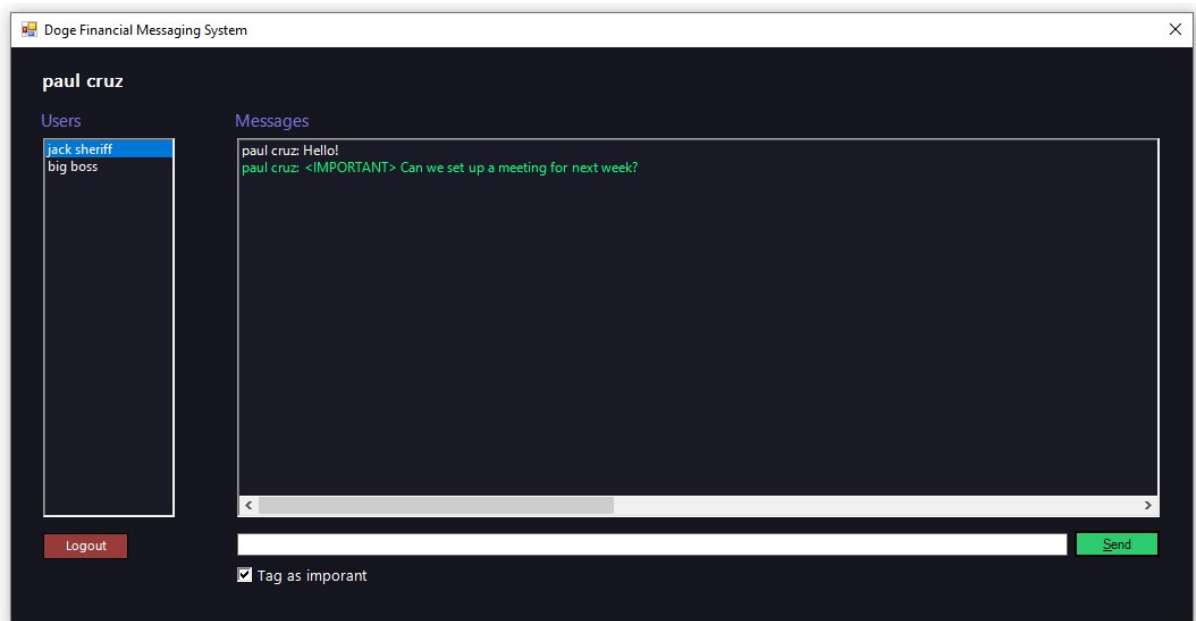 Doge Financial Messaging System
paul cruz
Users
Messages
jack sheriff
big boss
paul cruz: Hello!
paul cruz: <IMPORTANT> Can we set up a meeting for next week?
Logout
Send
Tag as imporant